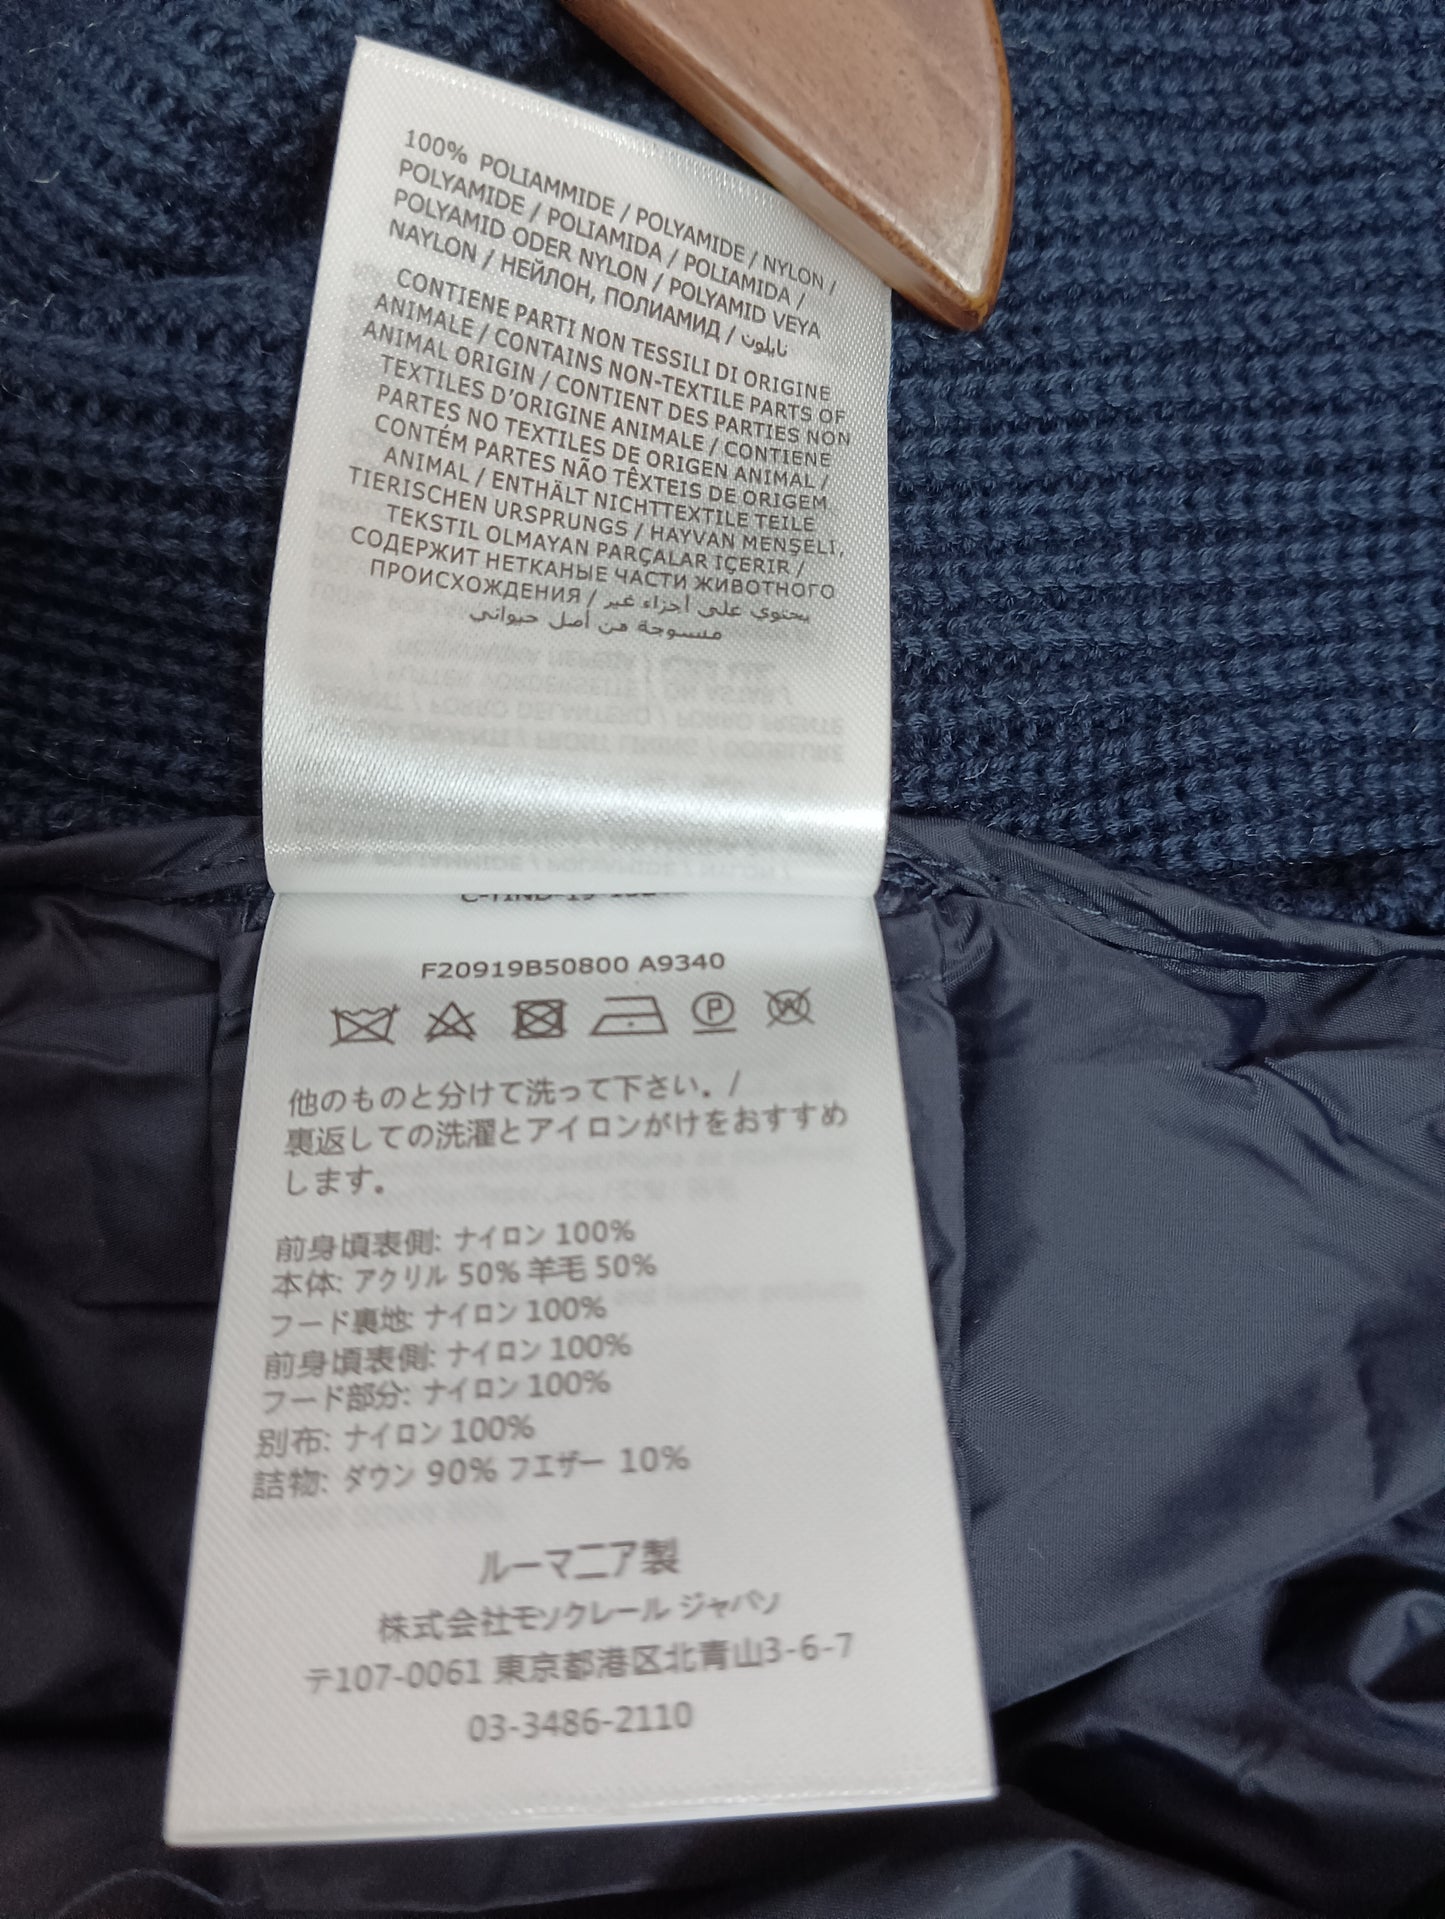 100% POLIAMMIDE / POLYAMIDE / NYLON /
POLYAMIDE / POLIAMIDA / POLIAMIDA /
POLYAMID ODER NYLON / POLYAMID VEYA
NAYLON / НЕЙЛОН, ПОЛИАМИД / نايلون
CONTIENE PARTI NON TESSILI DI ORIGINE
ANIMALE / CONTAINS NON-TEXTILE PARTS OF
ANIMAL ORIGIN / CONTIENT DES PARTIES NON
TEXTILES D'ORIGINE ANIMALE / CONTIENE
PARTES NO TEXTILES DE ORIGEN ANIMAL /
CONTÉM PARTES NÃO TÊXTEIS DE ORIGEM
ANIMAL / ENTHÄLT NICHTTEXTILE TEILE
TIERISCHEN URSPRUNGS / HAYVAN MENŞELİ,
TEKSTIL OLMAYAN PARÇALAR IÇERIR /
СОДЕРЖИТ НЕТКАНЫЕ ЧАСТИ ЖИВОТНОГО
ПРОИСХОЖДЕНИЯ / يحتوي على أجزاء غير
منسوجة من أصل حيواني
F20919B50800 A9340
P W
他のものと分けて洗って下さい。/
裏返しての洗濯とアイロンがけをおすすめ
します。
前身頃表側: ナイロン 100%
本体: アクリル 50% 羊毛 50%
フード裏地: ナイロン 100%
前身頃表側: ナイロン 100%
フード部分: ナイロン 100%
別布: ナイロン 100%
詰物: ダウン 90% フエザー 10%
ルーマニア製
株式会社モンクレール ジャパン
〒107-0061 東京都港区北青山3-6-7
03-3486-2110